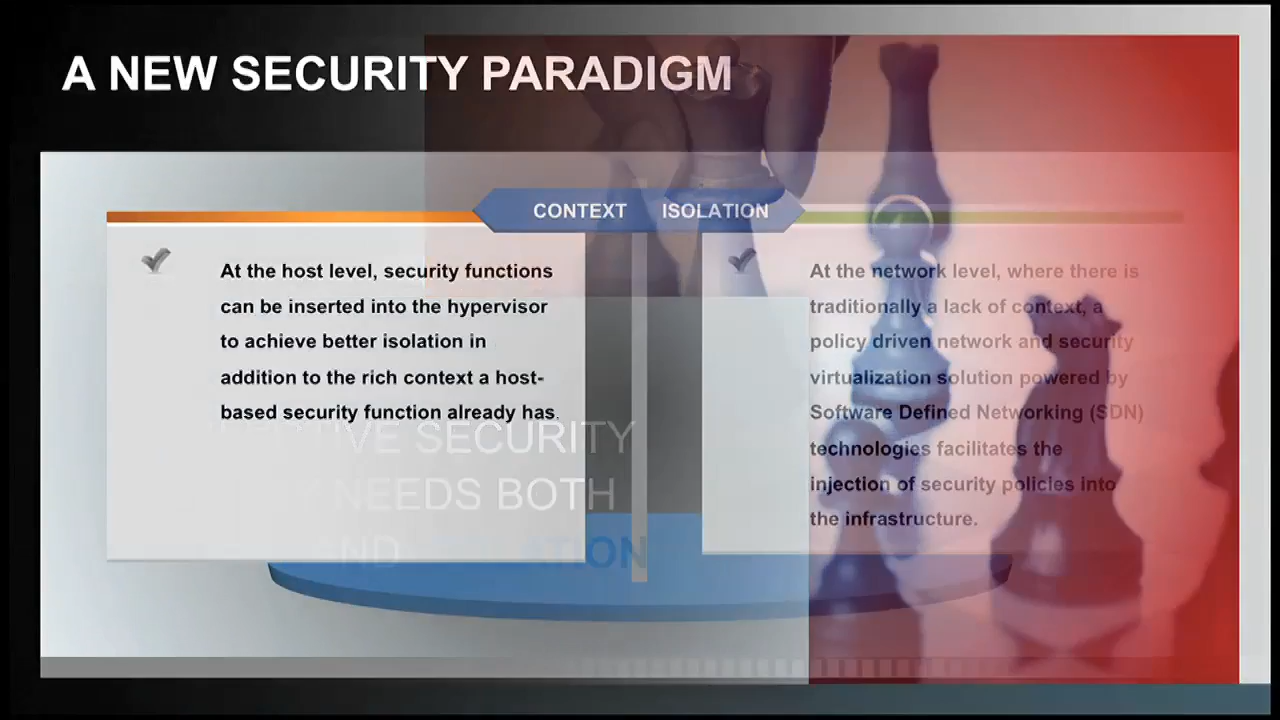 A NEW SECURITY PARADIGM
CONTEXT
ISOLATION
At the host level, security functions
can be inserted into the hypervisor
to achieve better isolation in
addition to the rich context a host-
based security function already has.
At the network level, where there is
traditionally a lack of context, a
policy driven network and security
virtualization solution powered by
Software Defined Networking (SDN)
technologies facilitates the
injection of security policies into
the infrastructure.
SECURITY
NEEDS BOTH
AND